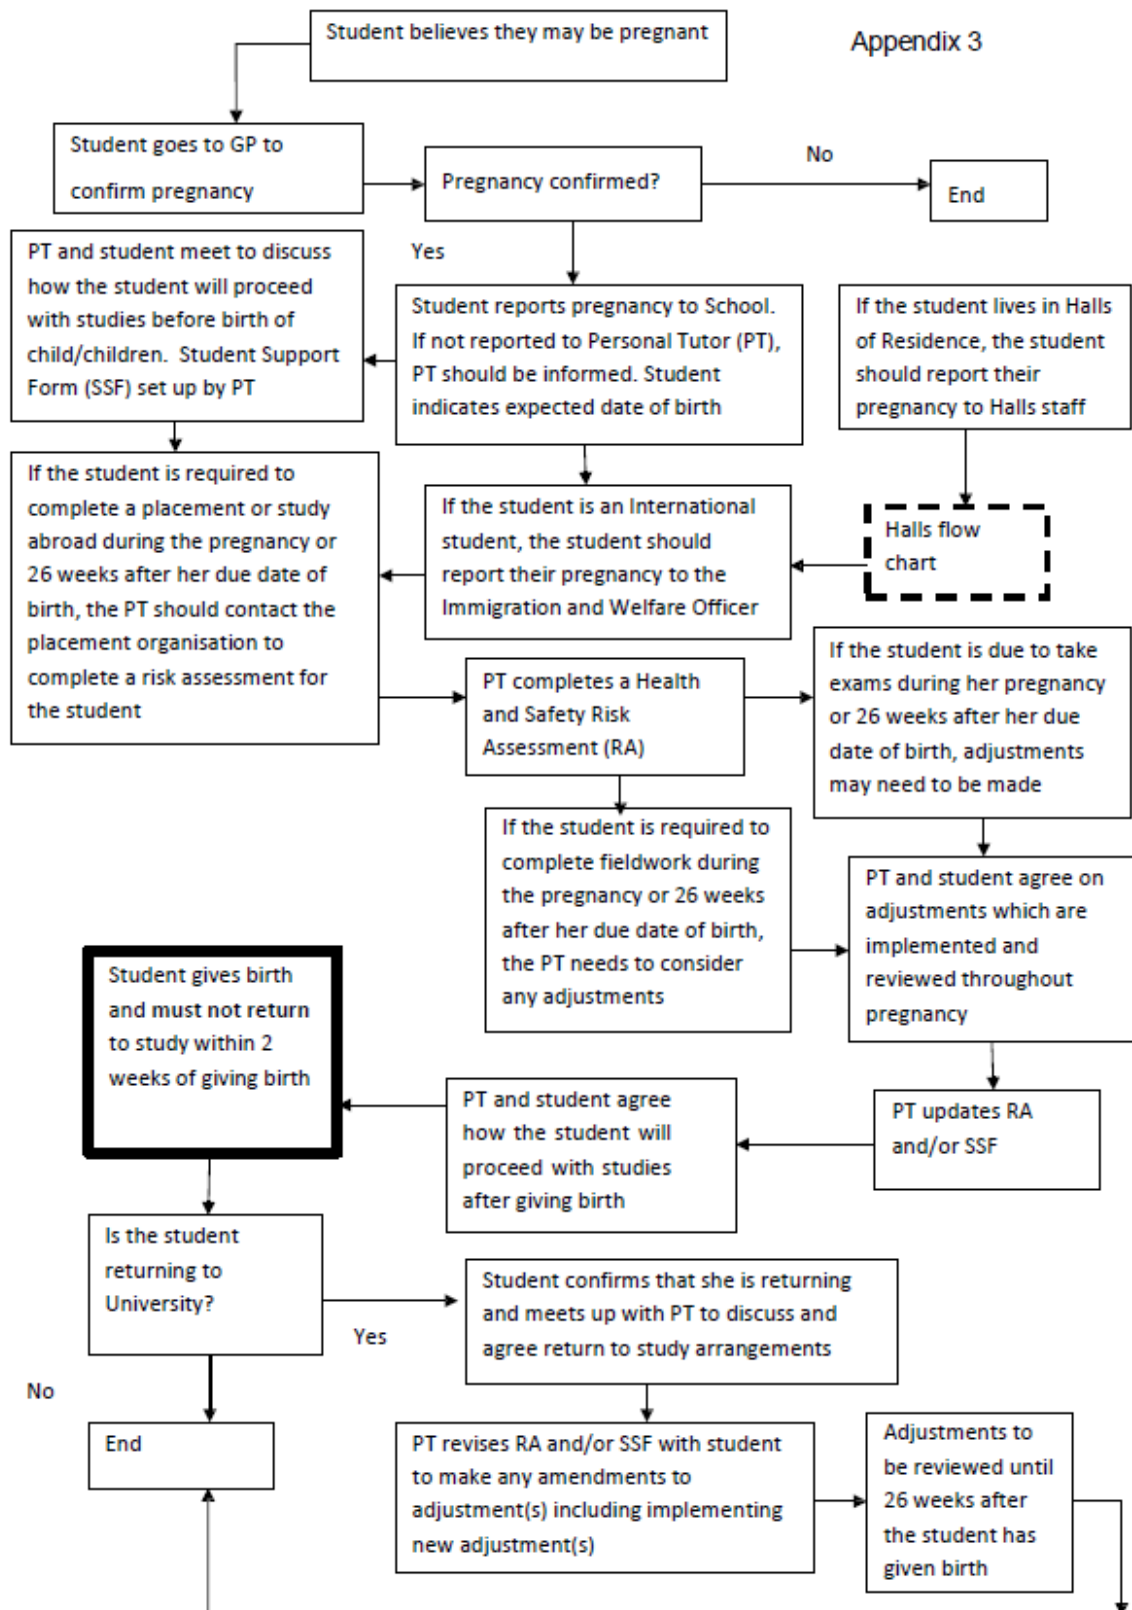 Student believes they may be pregnant
Appendix 3
Student goes to GP to
confirm pregnancy
Pregnancy confirmed?
No
End
Yes
PT and student meet to discuss
how the student will proceed
with studies before birth of
child/children.  Student Support
Form (SSF) set up by PT
Student reports pregnancy to School.
If not reported to Personal Tutor (PT),
PT should be informed. Student
indicates expected date of birth
If the student lives in Halls
of Residence, the student
should report their
pregnancy to Halls staff
If the student is required to
complete a placement or study
abroad during the pregnancy or
26 weeks after her due date of
birth, the PT should contact the
placement organisation to
complete a risk assessment for
the student
If the student is an International
student, the student should
report their pregnancy to the
Immigration and Welfare Officer
Halls flow
chart
PT completes a Health
and Safety Risk
Assessment (RA)
If the student is due to take
exams during her pregnancy
or 26 weeks after her due
date of birth, adjustments
may need to be made
If the student is required to
complete fieldwork during
the pregnancy or 26 weeks
after her due date of birth,
the PT needs to consider
any adjustments
PT and student agree on
adjustments which are
implemented and
reviewed throughout
pregnancy
Student gives birth
and must not return
to study within 2
weeks of giving birth
PT and student agree
how the student will
proceed with studies
after giving birth
PT updates RA
and/or SSF
Is the student
returning to
University?
Yes
Student confirms that she is returning
and meets up with PT to discuss and
agree return to study arrangements
No
End
PT revises RA and/or SSF with student
to make any amendments to
adjustment(s) including implementing
new adjustment(s)
Adjustments to
be reviewed until
26 weeks after
the student has
given birth